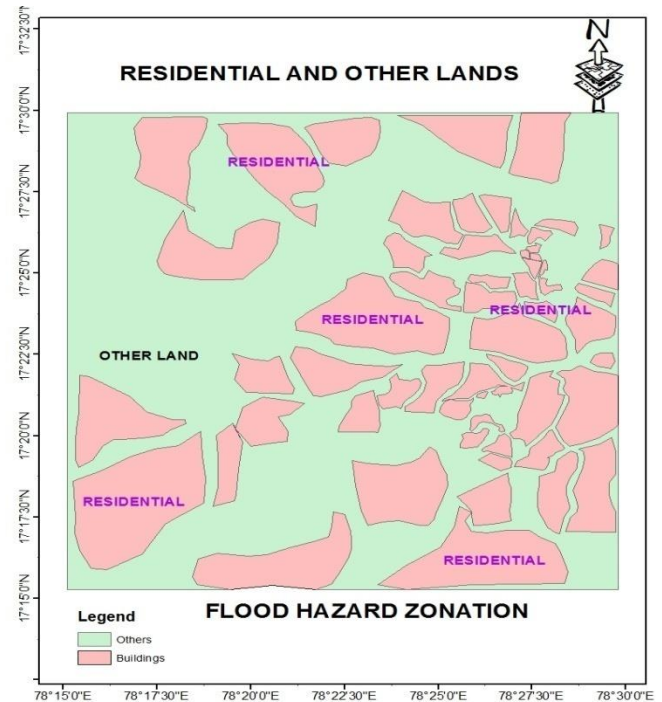 N
RESIDENTIAL AND OTHER LANDS
17°32'30"N
17°30'0"N
17°27'30"N
17°25'0"N
17°22'30"N
17°20'0"N
17°17'30"N
17°15'0"N
RESIDENTIAL
RESIDENTIAL
RESIDENTIAL
OTHER LAND
RESIDENTIAL
RESIDENTIAL
FLOOD HAZARD ZONATION
Legend
Others
Buildings
78°15'0"E
78°17'30"E
78°20'0"E
78°22'30"E
78°25'0"E
78°27'30"E
78°30'0"E